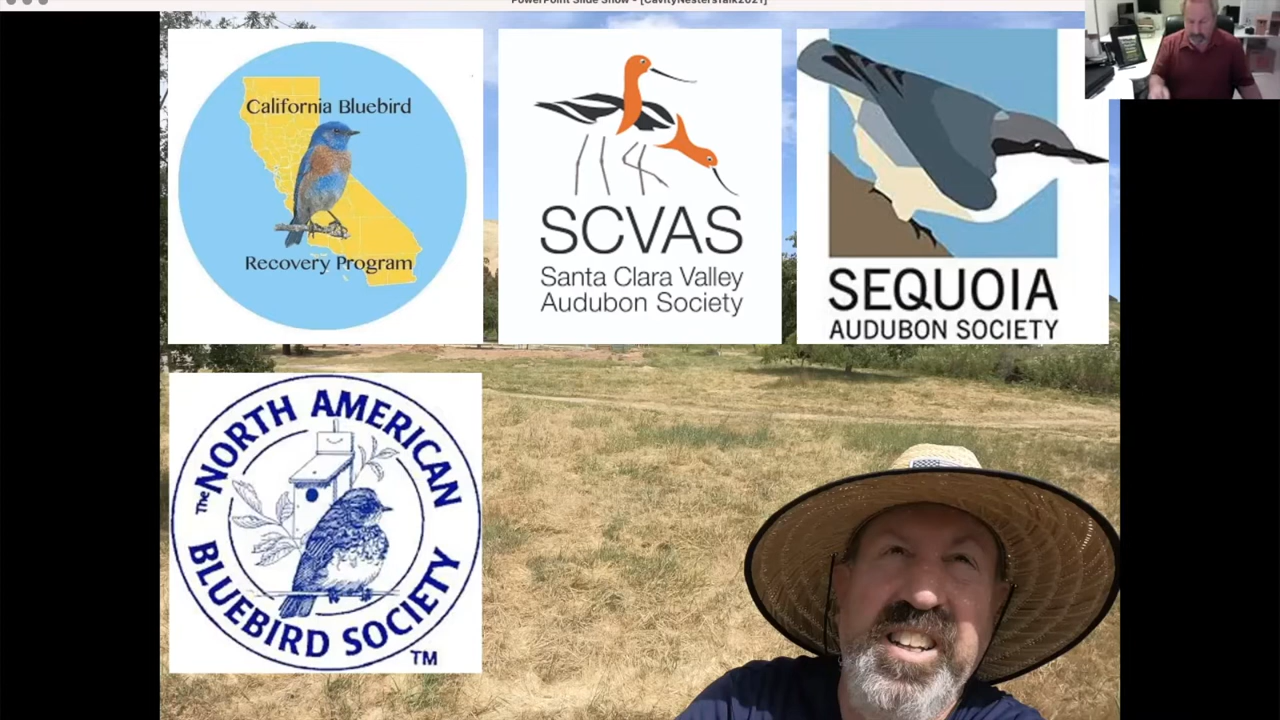 PowerPoint Slide Show - [CavityNestersTalk2021]
California Bluebird
Recovery Program
SCVAS
Santa Clara Valley
Audubon Society
SEQUOIA
AUDUBON SOCIETY
The NORTH AMERICAN
BLUEBIRD SOCIETY
TM